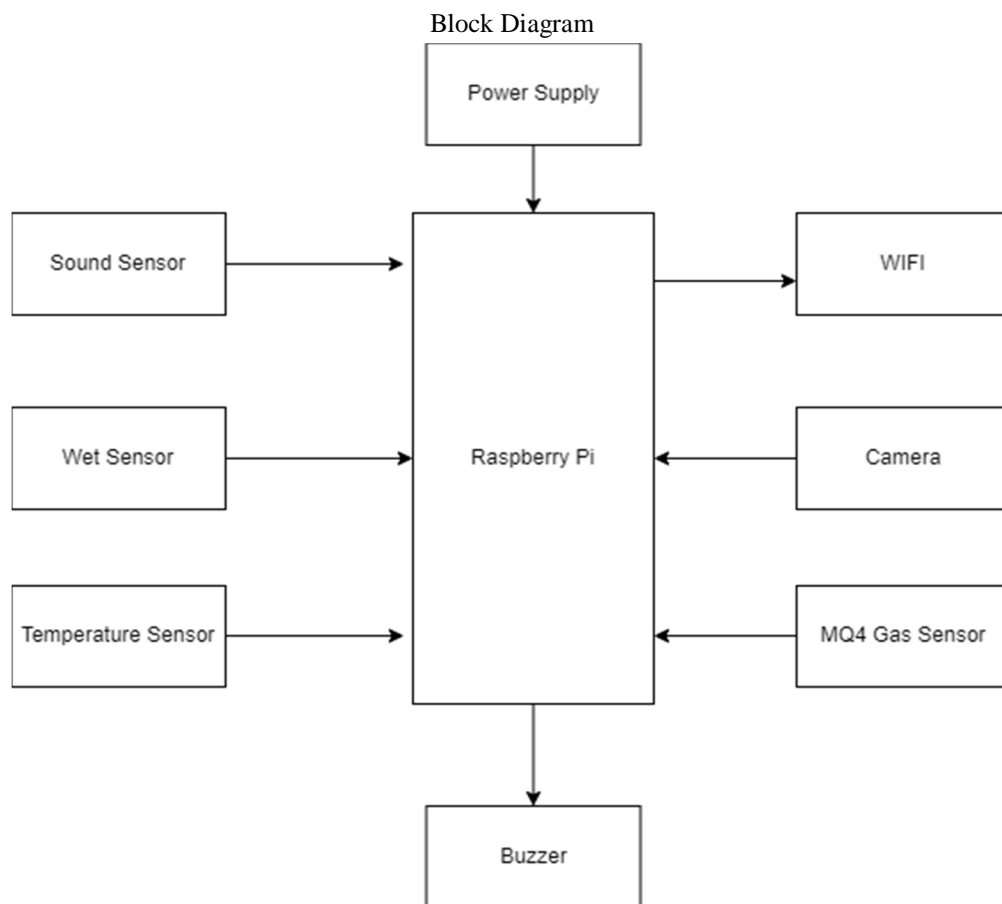 Block Diagram
Power Supply
Sound Sensor
WIFI
Wet Sensor
Raspberry Pi
Camera
Temperature Sensor
MQ4 Gas Sensor
Buzzer